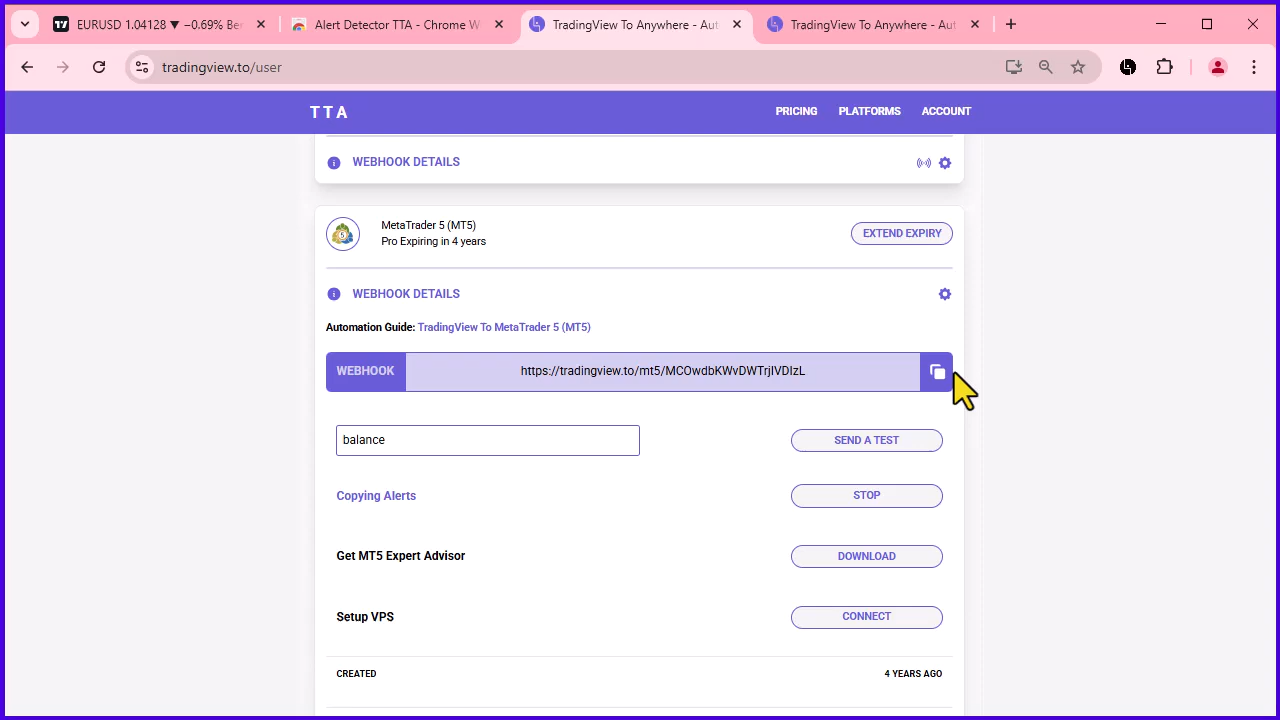 EURUSD 1.04128 ▼ −0.69% Be
Alert Detector TTA - Chrome W
TradingView To Anywhere - Aut
TradingView To Anywhere - Aut
tradingview.to/user
TTA
PRICING
PLATFORMS
ACCOUNT
WEBHOOK DETAILS
MetaTrader 5 (MT5)
Pro Expiring in 4 years
EXTEND EXPIRY
WEBHOOK DETAILS
Automation Guide: TradingView To MetaTrader 5 (MT5)
WEBHOOK
https://tradingview.to/mt5/MCOwdbKWvDWTrjIVDIzL
balance
SEND A TEST
Copying Alerts
STOP
Get MT5 Expert Advisor
DOWNLOAD
Setup VPS
CONNECT
CREATED
4 YEARS AGO